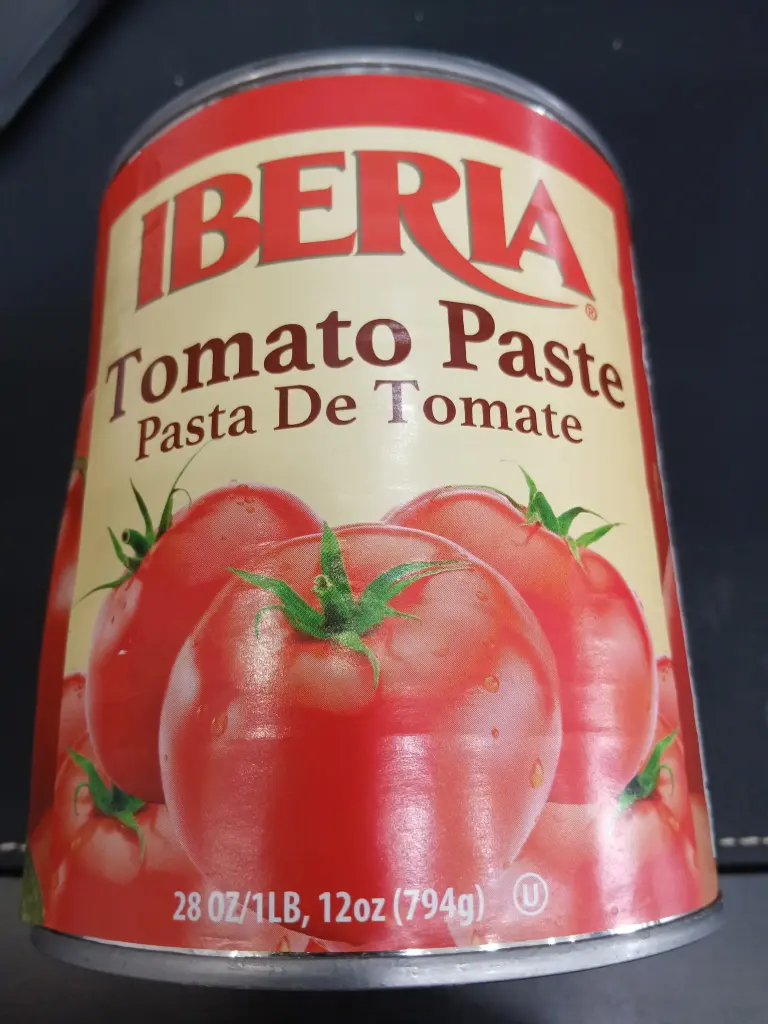 IBERIA®
Tomato Paste
Pasta De Tomate
28 OZ/1LB, 12oz (794g) U